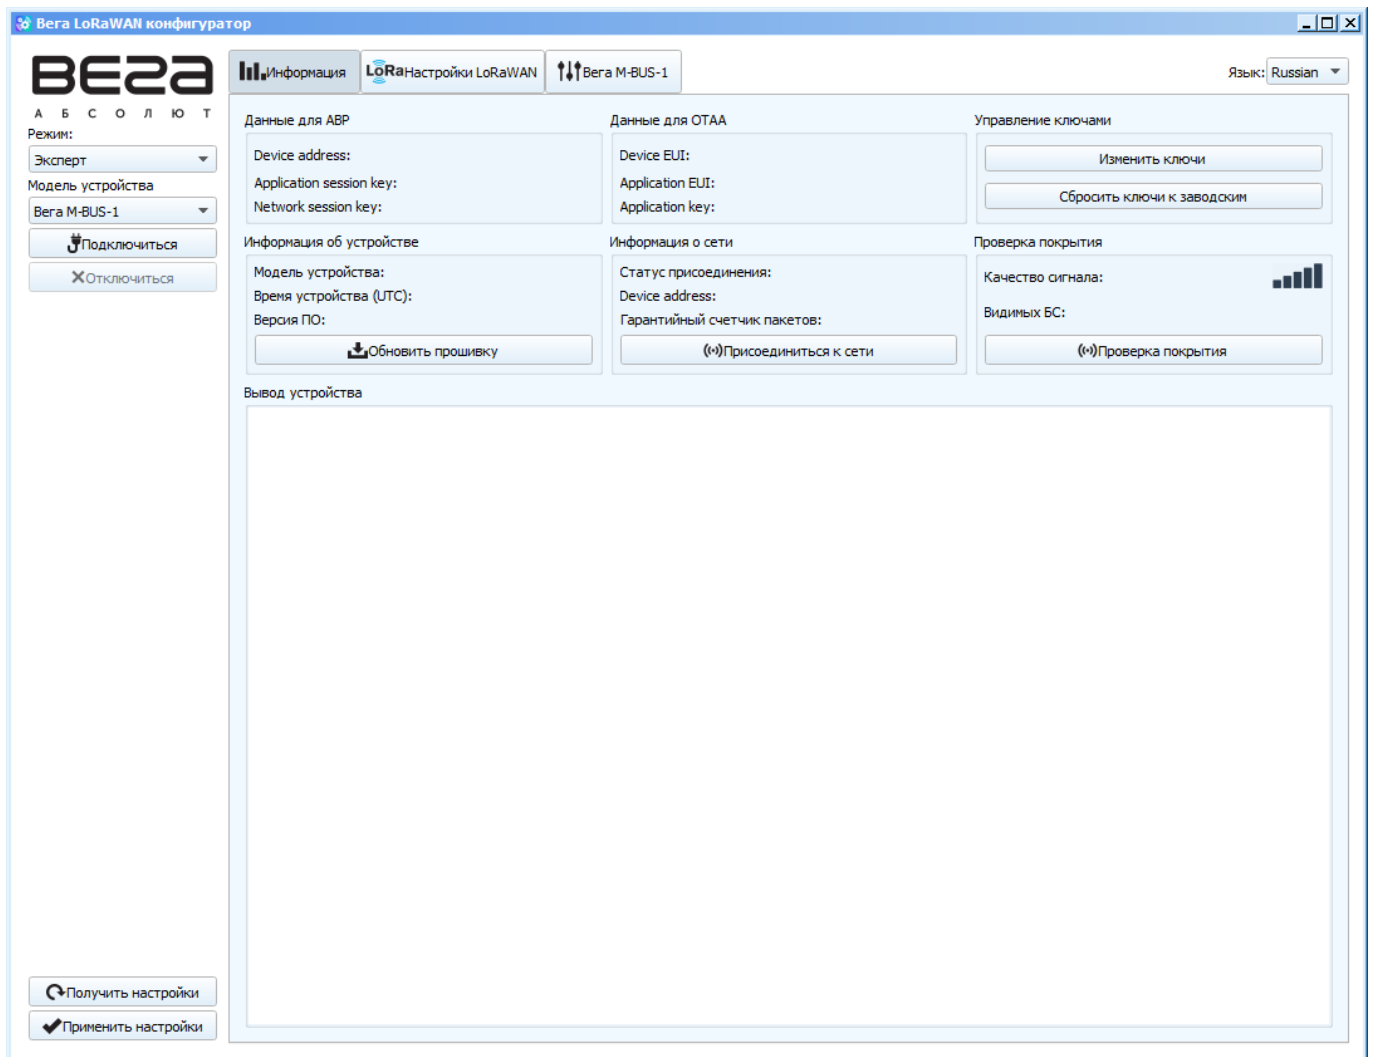 Вега LoRaWAN конфигуратор
ВЕГА
АБСОЛЮТ
Режим:
Эксперт
Модель устройства
Вега M-BUS-1
Подключиться
Отключиться
Информация
LoRa Настройки LoRaWAN
Вега M-BUS-1
Язык: Russian
Данные для ABP
Device address:
Application session key:
Network session key:
Данные для OTAA
Device EUI:
Application EUI:
Application key:
Управление ключами
Изменить ключи
Сбросить ключи к заводским
Информация об устройстве
Модель устройства:
Время устройства (UTC):
Версия ПО:
Обновить прошивку
Информация о сети
Статус присоединения:
Device address:
Гарантийный счетчик пакетов:
Присоединиться к сети
Проверка покрытия
Качество сигнала:
Видимых БС:
Проверка покрытия
Вывод устройства
Получить настройки
Применить настройки